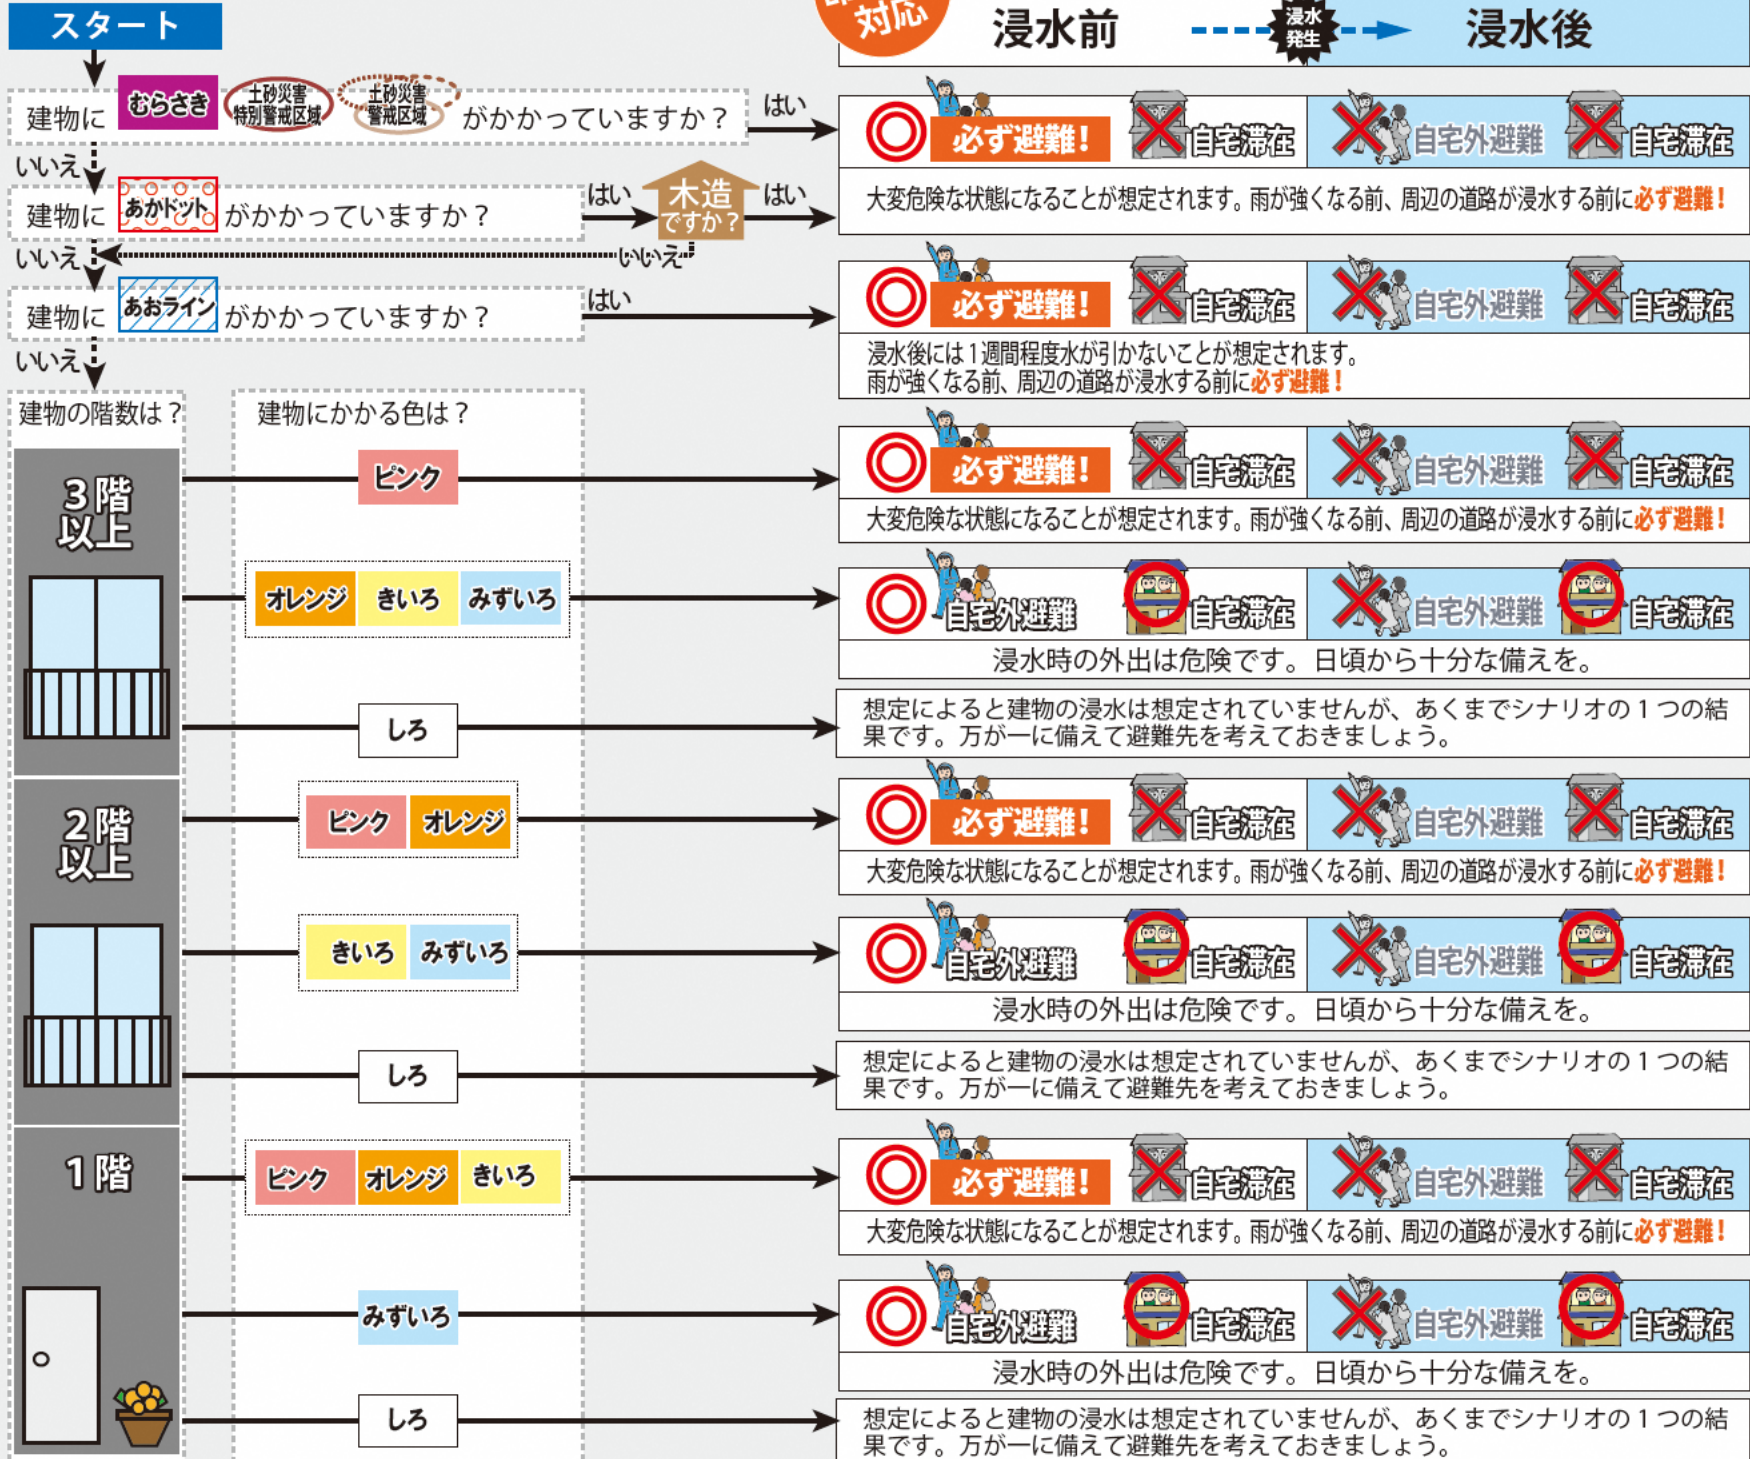 スタート
対応
浸水前
浸水
発生
浸水後
建物に
むらさき
土砂災害
特別警戒区域
土砂災害
警戒区域
がかかっていますか？
はい
必ず避難！
自宅滞在
自宅外避難
自宅滞在
大変危険な状態になることが想定されます。雨が強くなる前、周辺の道路が浸水する前に必ず避難！
いいえ
建物に
あかドット
がかかっていますか？
はい
木造
ですか？
はい
いいえ
いいえ
建物に
あおライン
がかかっていますか？
はい
必ず避難！
自宅滞在
自宅外避難
自宅滞在
浸水後には１週間程度水が引かないことが想定されます。
雨が強くなる前、周辺の道路が浸水する前に必ず避難！
いいえ
建物の階数は？
建物にかかる色は？
３階
以上
ピンク
必ず避難！
自宅滞在
自宅外避難
自宅滞在
大変危険な状態になることが想定されます。雨が強くなる前、周辺の道路が浸水する前に必ず避難！
オレンジ
きいろ
みずいろ
自宅外避難
自宅滞在
自宅外避難
自宅滞在
浸水時の外出は危険です。日頃から十分な備えを。
しろ
想定によると建物の浸水は想定されていませんが、あくまでシナリオの１つの結
果です。万が一に備えて避難先を考えておきましょう。
２階
以上
ピンク
オレンジ
必ず避難！
自宅滞在
自宅外避難
自宅滞在
大変危険な状態になることが想定されます。雨が強くなる前、周辺の道路が浸水する前に必ず避難！
きいろ
みずいろ
自宅外避難
自宅滞在
自宅外避難
自宅滞在
浸水時の外出は危険です。日頃から十分な備えを。
しろ
想定によると建物の浸水は想定されていませんが、あくまでシナリオの１つの結
果です。万が一に備えて避難先を考えておきましょう。
１階
ピンク
オレンジ
きいろ
必ず避難！
自宅滞在
自宅外避難
自宅滞在
大変危険な状態になることが想定されます。雨が強くなる前、周辺の道路が浸水する前に必ず避難！
みずいろ
自宅外避難
自宅滞在
自宅外避難
自宅滞在
浸水時の外出は危険です。日頃から十分な備えを。
しろ
想定によると建物の浸水は想定されていませんが、あくまでシナリオの１つの結
果です。万が一に備えて避難先を考えておきましょう。